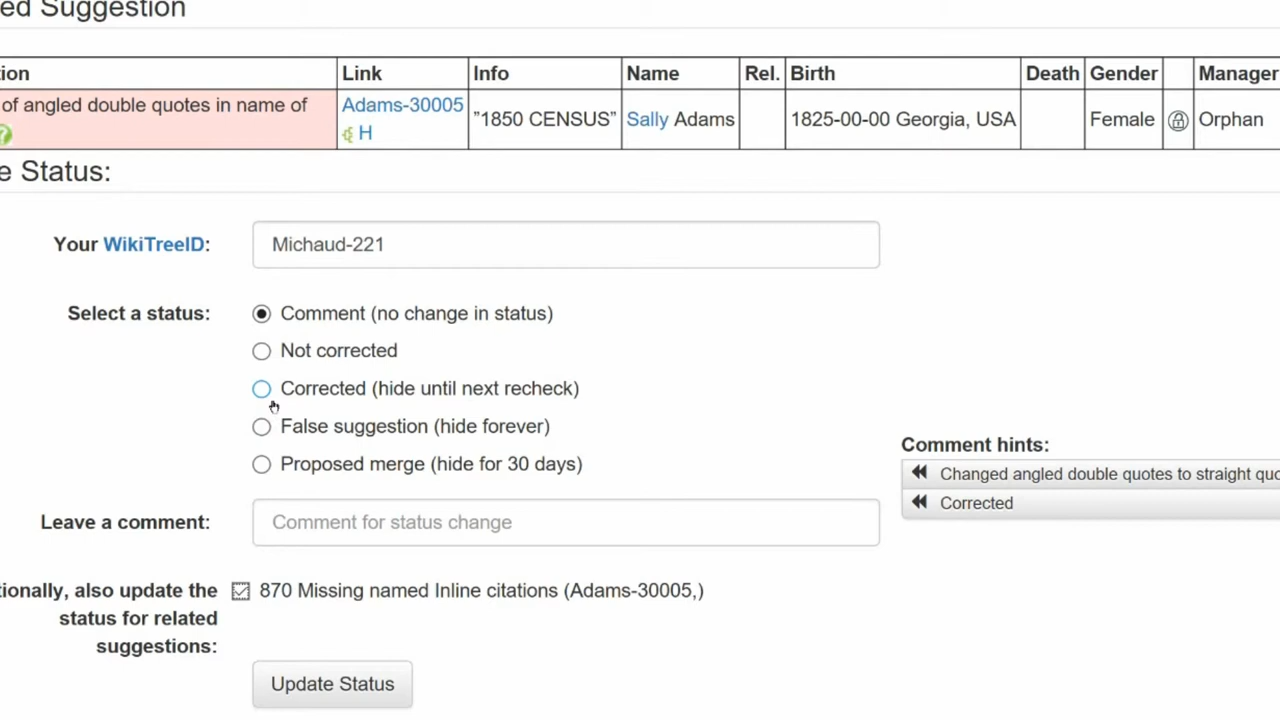 ed Suggestion
tion Link Info Name Rel. Birth Death Gender Manager
of angled double quotes in name of Adams-30005 H "1850 CENSUS" Sally Adams 1825-00-00 Georgia, USA Female Orphan
e Status:
Your WikiTreeID: Michaud-221
Select a status: Comment (no change in status)
Not corrected
Corrected (hide until next recheck)
False suggestion (hide forever)
Proposed merge (hide for 30 days)
Comment hints:
Changed angled double quotes to straight quo
Corrected
Leave a comment: Comment for status change
tionally, also update the status for related suggestions: 870 Missing named Inline citations (Adams-30005,)
Update Status